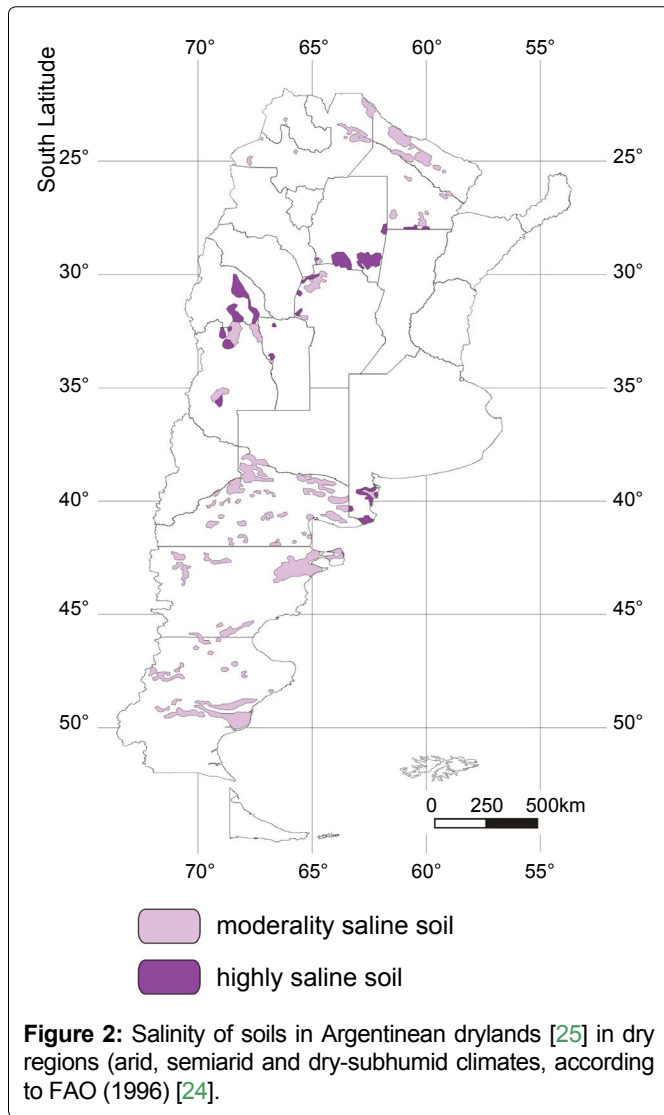 70° 65° 60° 55°
South Latitude
25° 25°
30° 30°
35° 35°
40° 40°
45° 45°
50° 50°
0 250 500km
70° 65° 60° 55°
moderality saline soil
highly saline soil
Figure 2: Salinity of soils in Argentinean drylands [25] in dry
regions (arid, semiarid and dry-subhumid climates, according
to FAO (1996) [24].